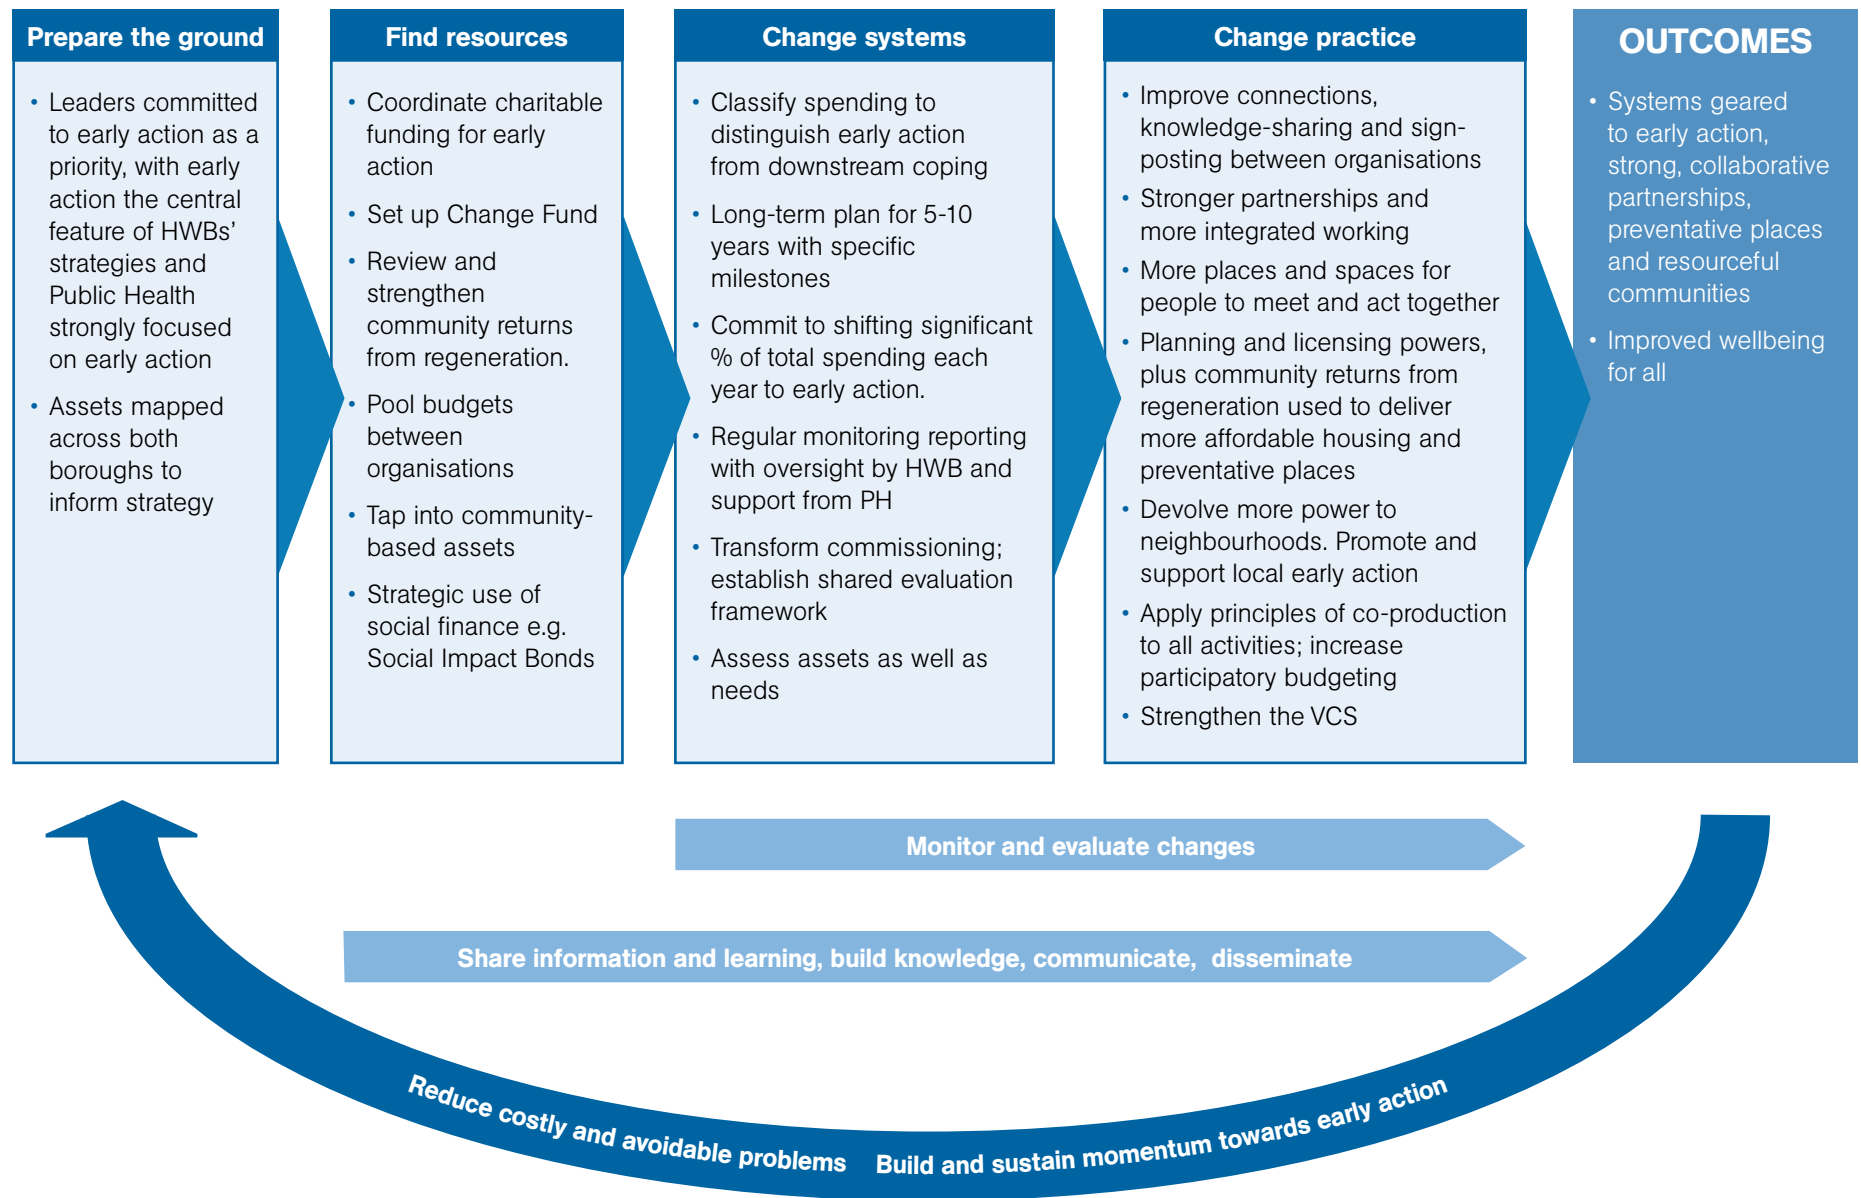 Prepare the ground
• Leaders committed
to early action as a
priority, with early
action the central
feature of HWBs’
strategies and
Public Health
strongly focused
on early action
• Assets mapped
across both
boroughs to
inform strategy
Find resources
• Coordinate charitable
funding for early
action
• Set up Change Fund
• Review and
strengthen
community returns
from regeneration.
• Pool budgets
between
organisations
• Tap into community-
based assets
• Strategic use of
social finance e.g.
Social Impact Bonds
Change systems
• Classify spending to
distinguish early action
from downstream coping
• Long-term plan for 5-10
years with specific
milestones
• Commit to shifting significant
% of total spending each
year to early action.
• Regular monitoring reporting
with oversight by HWB and
support from PH
• Transform commissioning;
establish shared evaluation
framework
• Assess assets as well as
needs
Change practice
• Improve connections,
knowledge-sharing and sign-
posting between organisations
• Stronger partnerships and
more integrated working
• More places and spaces for
people to meet and act together
• Planning and licensing powers,
plus community returns from
regeneration used to deliver
more affordable housing and
preventative places
• Devolve more power to
neighbourhoods. Promote and
support local early action
• Apply principles of co-production
to all activities; increase
participatory budgeting
• Strengthen the VCS
OUTCOMES
• Systems geared
to early action,
strong, collaborative
partnerships,
preventative places
and resourceful
communities
• Improved wellbeing
for all
Monitor and evaluate changes
Share information and learning, build knowledge, communicate, disseminate
Reduce costly and avoidable problems Build and sustain momentum towards early action